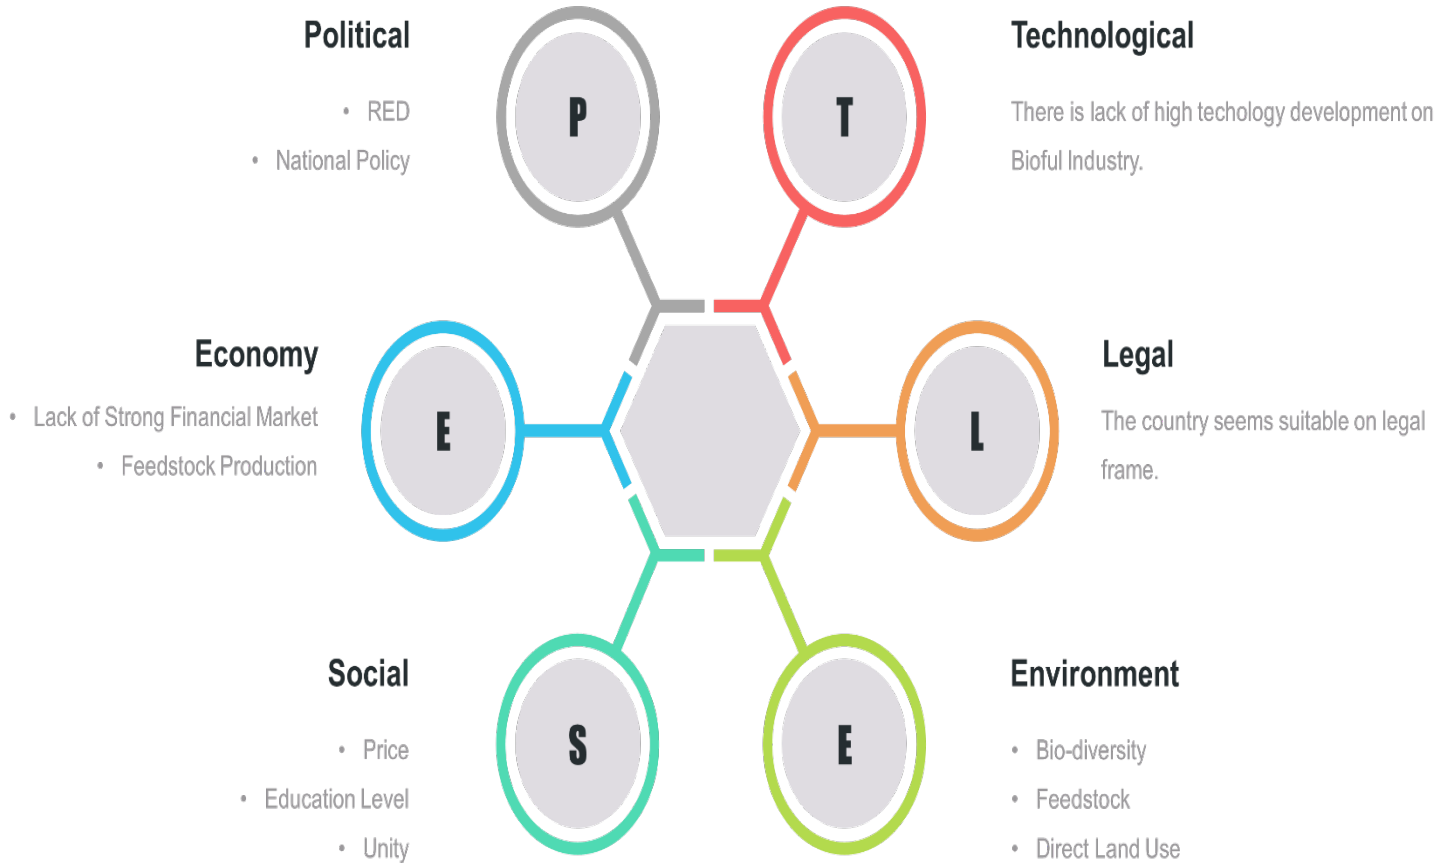 Political
• RED
• National Policy
P
T
Technological
There is lack of high techology development on
Bioful Industry.
Economy
• Lack of Strong Financial Market
• Feedstock Production
E
L
Legal
The country seems suitable on legal
frame.
Social
• Price
• Education Level
• Unity
S
E
Environment
• Bio-diversity
• Feedstock
• Direct Land Use